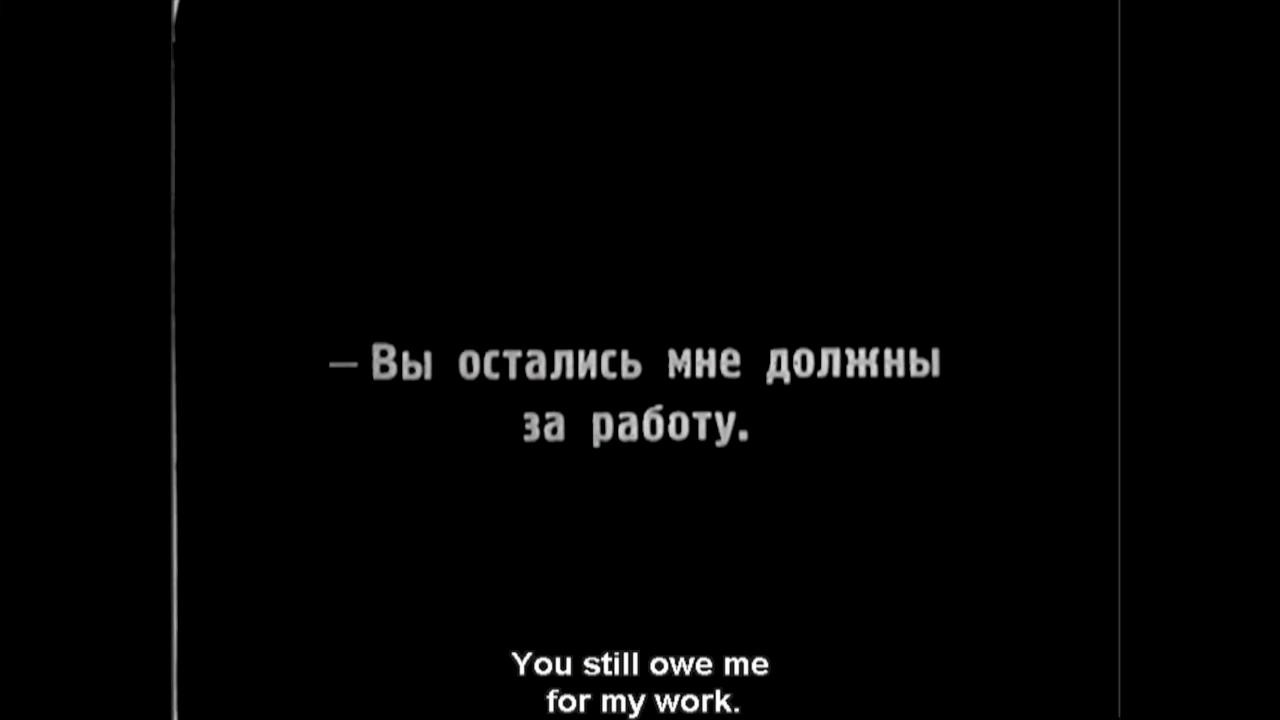 — Вы остались мне должны
за работу.
You still owe me
for my work.